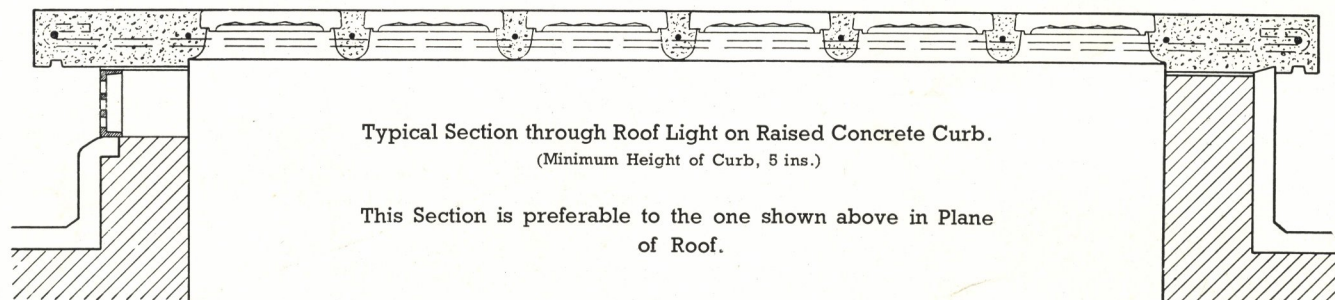 Typical Section through Roof Light on Raised Concrete Curb.
(Minimum Height of Curb, 5 ins.)
This Section is preferable to the one shown above in Plane
of Roof.